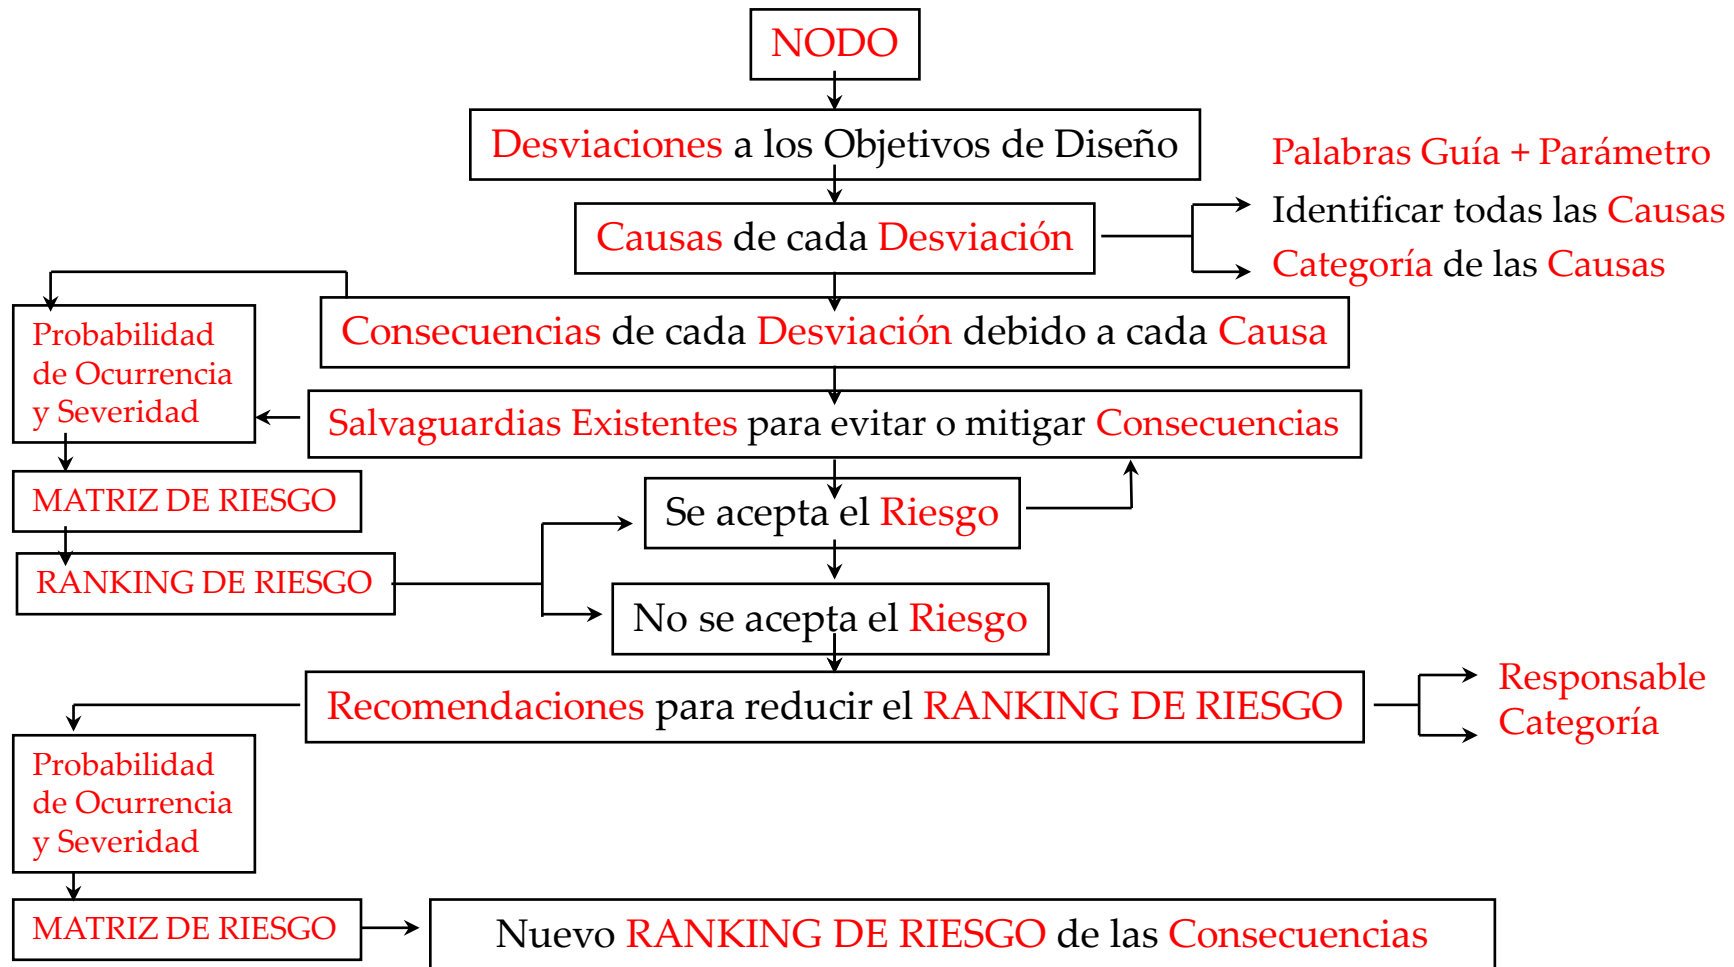 NODO
Desviaciones a los Objetivos de Diseño
Palabras Guía + Parámetro
Identificar todas las Causas
Causas de cada Desviación
Categoría de las Causas
Consecuencias de cada Desviación debido a cada Causa
Probabilidad
de Ocurrencia
y Severidad
Salvaguardias Existentes para evitar o mitigar Consecuencias
MATRIZ DE RIESGO
Se acepta el Riesgo
RANKING DE RIESGO
No se acepta el Riesgo
Recomendaciones para reducir el RANKING DE RIESGO
Responsable
Categoría
Probabilidad
de Ocurrencia
y Severidad
MATRIZ DE RIESGO
Nuevo RANKING DE RIESGO de las Consecuencias